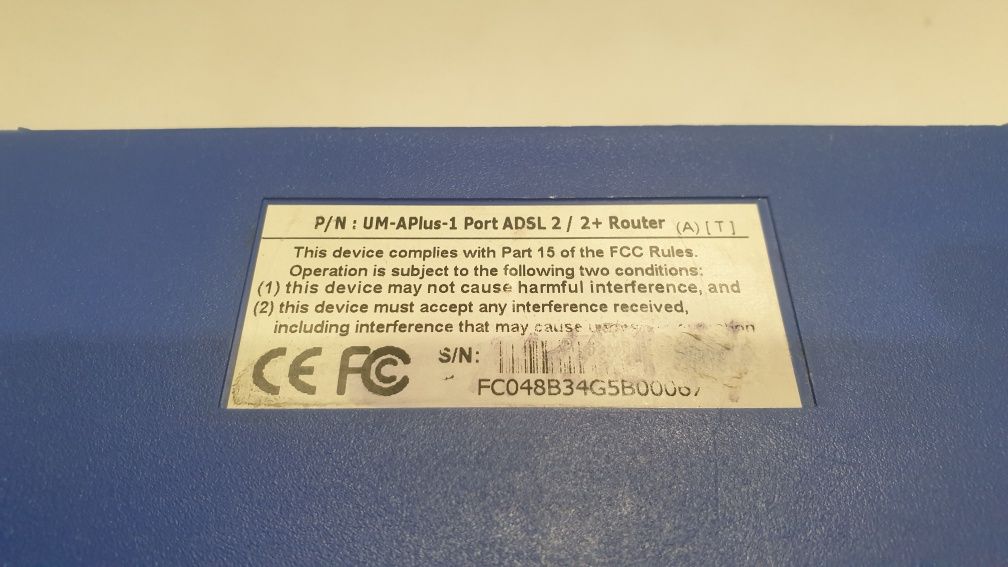 P/N : UM-APlus-1 Port ADSL 2 / 2+ Router (A) [ T ]
This device complies with Part 15 of the FCC Rules.
Operation is subject to the following two conditions:
(1) this device may not cause harmful interference, and
(2) this device must accept any interference received,
including interference that may cause
CE FC
S/N:
FC048B34G5B00067